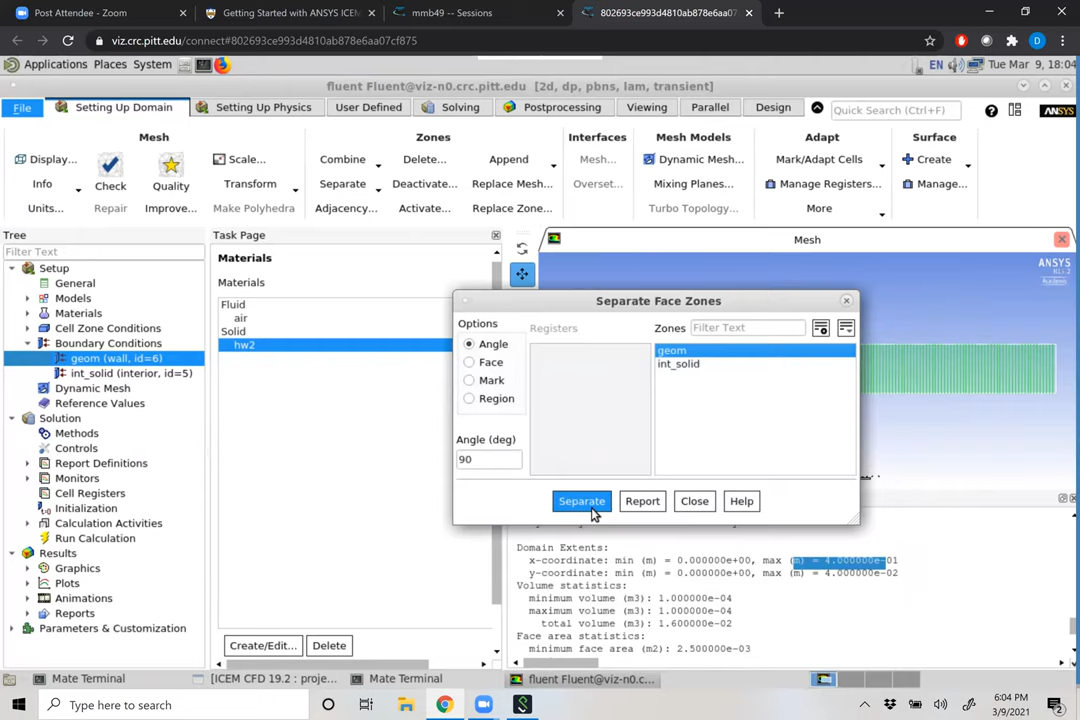 Post Attendee - Zoom
Getting Started with ANSYS ICEM
mmb49 -- Sessions
802693ce993d4810ab876ea07
viz.crc.pitt.edu/connect#802693ce993d4810ab876eaa07cf875
Applications Places System
EN
Tue Mar 9, 18:04
fluent Fluent@viz-n0.crc.pitt.edu [2d, dp, pbns, lam, transient]
File
Setting Up Domain
Setting Up Physics
User Defined
Solving
Postprocessing
Viewing
Parallel
Design
Quick Search (Ctrl+F)
ANSYS
Mesh
Zones
Interfaces
Mesh Models
Adapt
Surface
Display...
Scale...
Combine
Delete...
Append
Mesh...
Dynamic Mesh...
Mark/Adapt Cells
Create
Info
Check
Quality
Transform
Separate
Deactivate...
Replace Mesh...
Overset...
Mixing Planes...
Manage Registers...
Manage...
Units...
Repair
Improve...
Make Polyhedra
Adjacency...
Activate...
Replace Zone...
Turbo Topology...
More
Tree
Filter Text
Setup
General
Models
Materials
Cell Zone Conditions
Boundary Conditions
geom (wall, id=6)
int_solid (interior, id=5)
Dynamic Mesh
Reference Values
Solution
Methods
Controls
Report Definitions
Monitors
Cell Registers
Initialization
Calculation Activities
Run Calculation
Results
Graphics
Plots
Animations
Reports
Parameters & Customization
Task Page
Materials
Materials
Fluid
air
Solid
hw2
Create/Edit...
Delete
Mesh
ANSYS
Academic
Separate Face Zones
Options
Angle
Face
Mark
Region
Angle (deg)
90
Registers
Zones
Filter Text
geom
int_solid
Separate
Report
Close
Help
Domain Extents:
x-coordinate: min (m) = 0.000000e+00, max (m) = 4.000000e-01
y-coordinate: min (m) = 0.000000e+00, max (m) = 4.000000e-02
Volume statistics:
minimum volume (m3): 1.000000e-04
maximum volume (m3): 1.000000e-04
total volume (m3): 1.600000e-02
Face area statistics:
minimum face area (m2): 2.500000e-03
Mate Terminal
[ICEM CFD 19.2 : proje...
Mate Terminal
fluent Fluent@viz-n0.c...
Type here to search
6:04 PM
3/9/2021
2